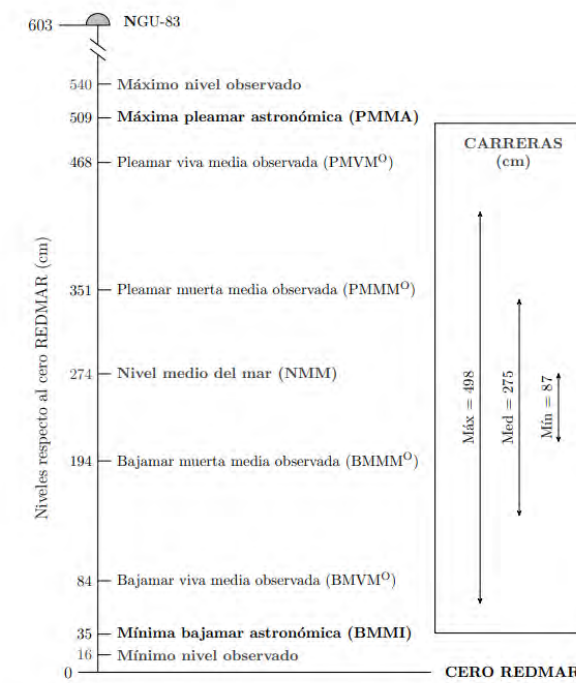 603 NGU-83
540 Máximo nivel observado
509 Máxima pleamar astronómica (PMMA)
CARRERAS
(cm)
468 Pleamar viva media observada (PMVMO)
351 Pleamar muerta media observada (PMMMO)
274 Nivel medio del mar (NMM)
194 Bajamar muerta media observada (BMMMO)
84 Bajamar viva media observada (BMVMO)
35 Mínima bajamar astronómica (BMMI)
16 Mínimo nivel observado
0 CERO REDMAR
Niveles respecto al cero REDMAR (cm)
Máx = 498
Med = 275
Mín = 87